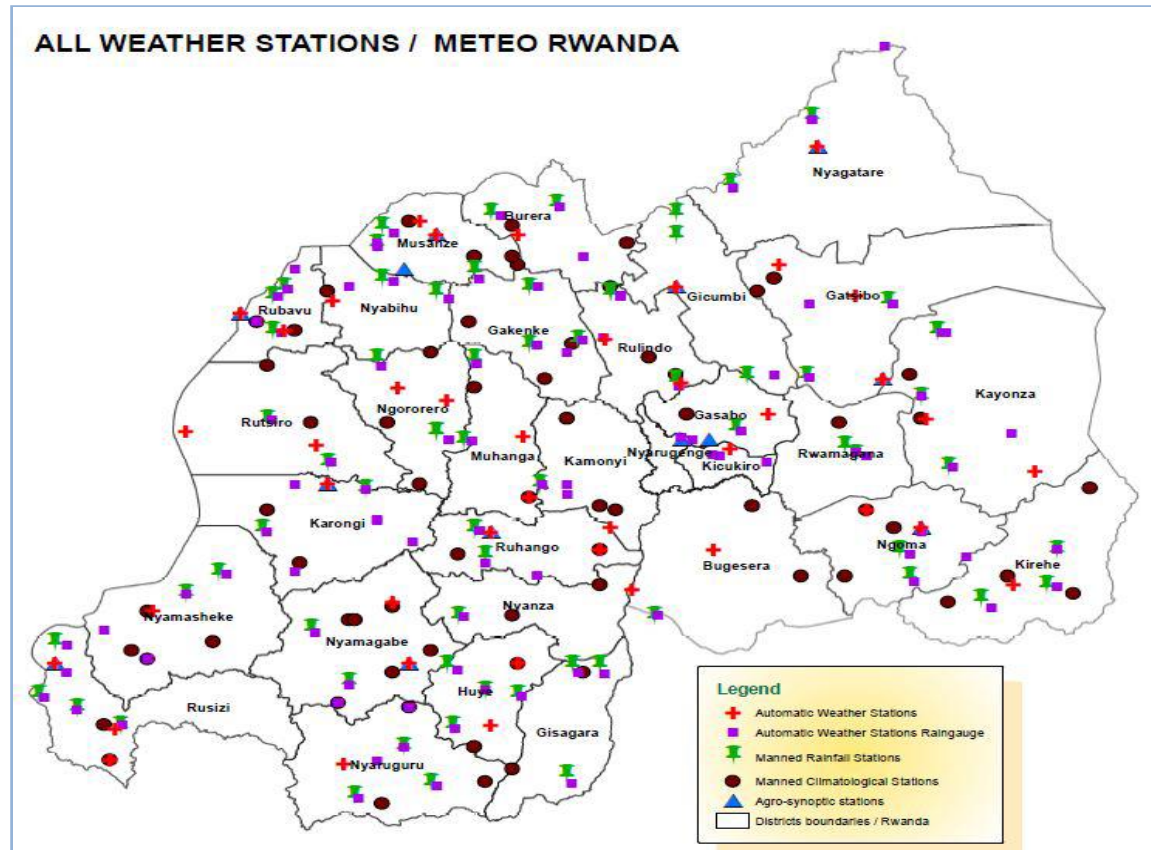 ALL WEATHER STATIONS / METEO RWANDA
Nyagatare
Burera
Musanze
Gicumbi
Gatsibo
Rubavu
Nyabihu
Gakenke
Rulindo
Kayonza
Ngororero
Gasabo
Rutsiro
Muhanga
Kamonyi
Nyarugenge
Rwamagana
Kicukiro
Karongi
Ruhango
Ngoma
Bugesera
Kirehe
Nyamasheke
Nyanza
Nyamagabe
Huye
Rusizi
Gisagara
Nyaruguru
Legend
Automatic Weather Stations
Automatic Weather Stations Raingauge
Manned Rainfall Stations
Manned Climatological Stations
Agro-synoptic stations
Districts boundaries / Rwanda